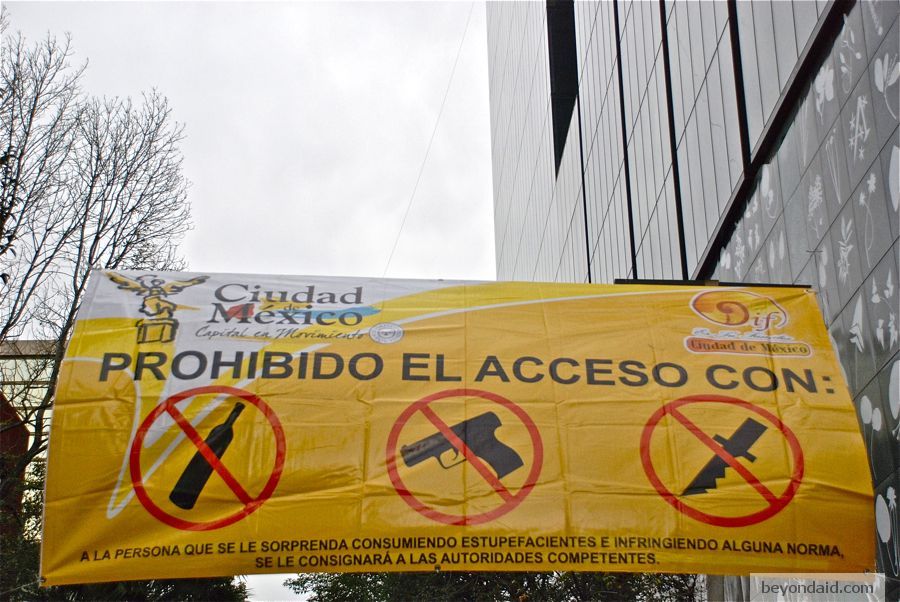 Ciudad
México
Capital en Movimiento
Dif
Ciudad de México
PROHIBIDO EL ACCESO CON:
A LA PERSONA QUE SE LE SORPRENDA CONSUMIENDO ESTUPEFACIENTES E INFRINGIENDO ALGUNA NORMA,
SE LE CONSIGNARÁ A LAS AUTORIDADES COMPETENTES.
beyondaid.com